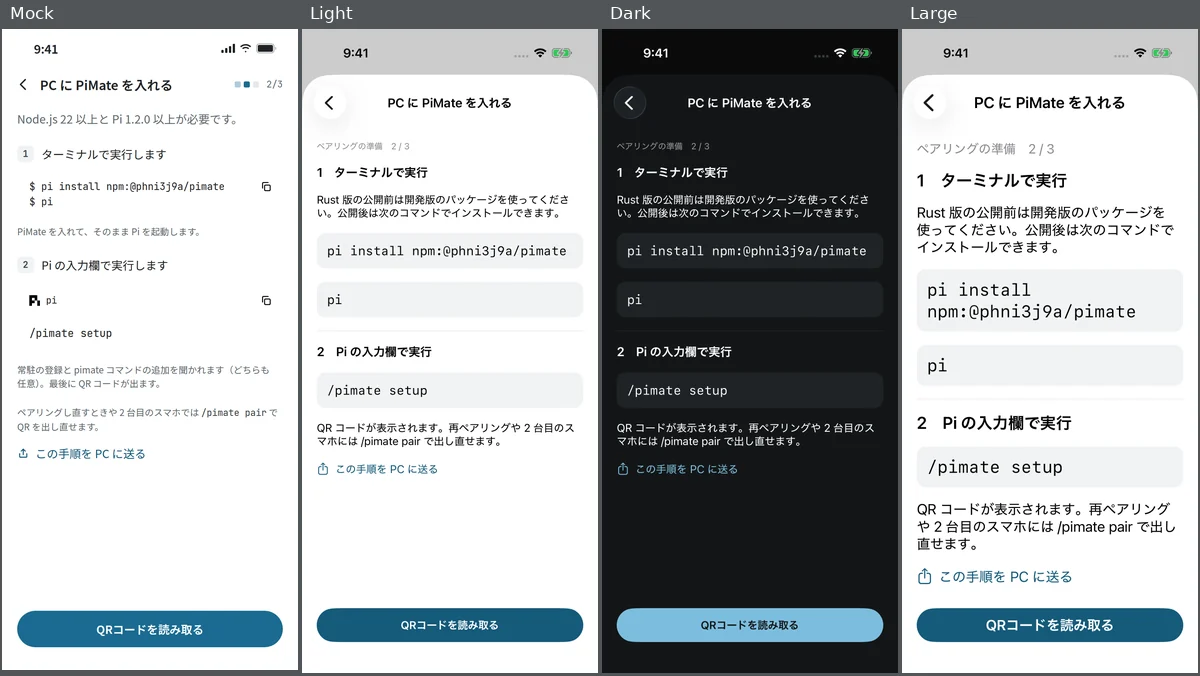 Mock
9:41
PC に PiMate を入れる
2/3
Node.js 22 以上と Pi 1.2.0 以上が必要です。
1 ターミナルで実行します
$ pi install npm:@phni3j9a/pimate
$ pi
PiMate を入れて、そのまま Pi を起動します。
2 Pi の入力欄で実行します
pi
/pimate setup
常駐の登録と pimate コマンドの追加を聞かれます（どちらも
任意）。最後に QR コードが出ます。
ペアリングし直すときや 2 台目のスマホでは /pimate pair で
QR を出し直せます。
この手順を PC に送る
QRコードを読み取る
Light
9:41
PC に PiMate を入れる
ペアリングの準備 2 / 3
1 ターミナルで実行
Rust 版の公開前は開発版のパッケージを使ってくださ
い。公開後は次のコマンドでインストールできます。
pi install npm:@phni3j9a/pimate
pi
2 Pi の入力欄で実行
/pimate setup
QR コードが表示されます。再ペアリングや 2 台目のス
マホには /pimate pair で出し直せます。
この手順を PC に送る
QRコードを読み取る
Dark
9:41
PC に PiMate を入れる
ペアリングの準備 2 / 3
1 ターミナルで実行
Rust 版の公開前は開発版のパッケージを使ってくださ
い。公開後は次のコマンドでインストールできます。
pi install npm:@phni3j9a/pimate
pi
2 Pi の入力欄で実行
/pimate setup
QR コードが表示されます。再ペアリングや 2 台目のス
マホには /pimate pair で出し直せます。
この手順を PC に送る
QRコードを読み取る
Large
9:41
PC に PiMate を入れる
ペアリングの準備 2 / 3
1 ターミナルで実行
Rust 版の公開前は開発版のパッケージを
使ってください。公開後は次のコマンドで
インストールできます。
pi install
npm:@phni3j9a/pimate
pi
2 Pi の入力欄で実行
/pimate setup
QR コードが表示されます。再ペアリング
や 2 台目のスマホには /pimate pair で出し
直せます。
この手順を PC に送る
QRコードを読み取る